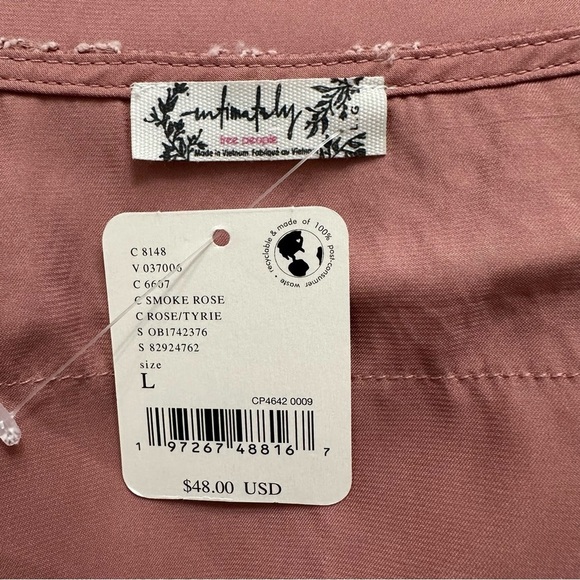 intimately
LG
free people
Made in Vietnam Fabriqué au Vietnam
recyclable & made of 100% post-consumer waste •
C 8148
V 037006
C 6607
C SMOKE ROSE
C ROSE/TYRIE
S OB1742376
S 82924762
size
L
CP4642 0009
1 97267 48816 7
$48.00 USD